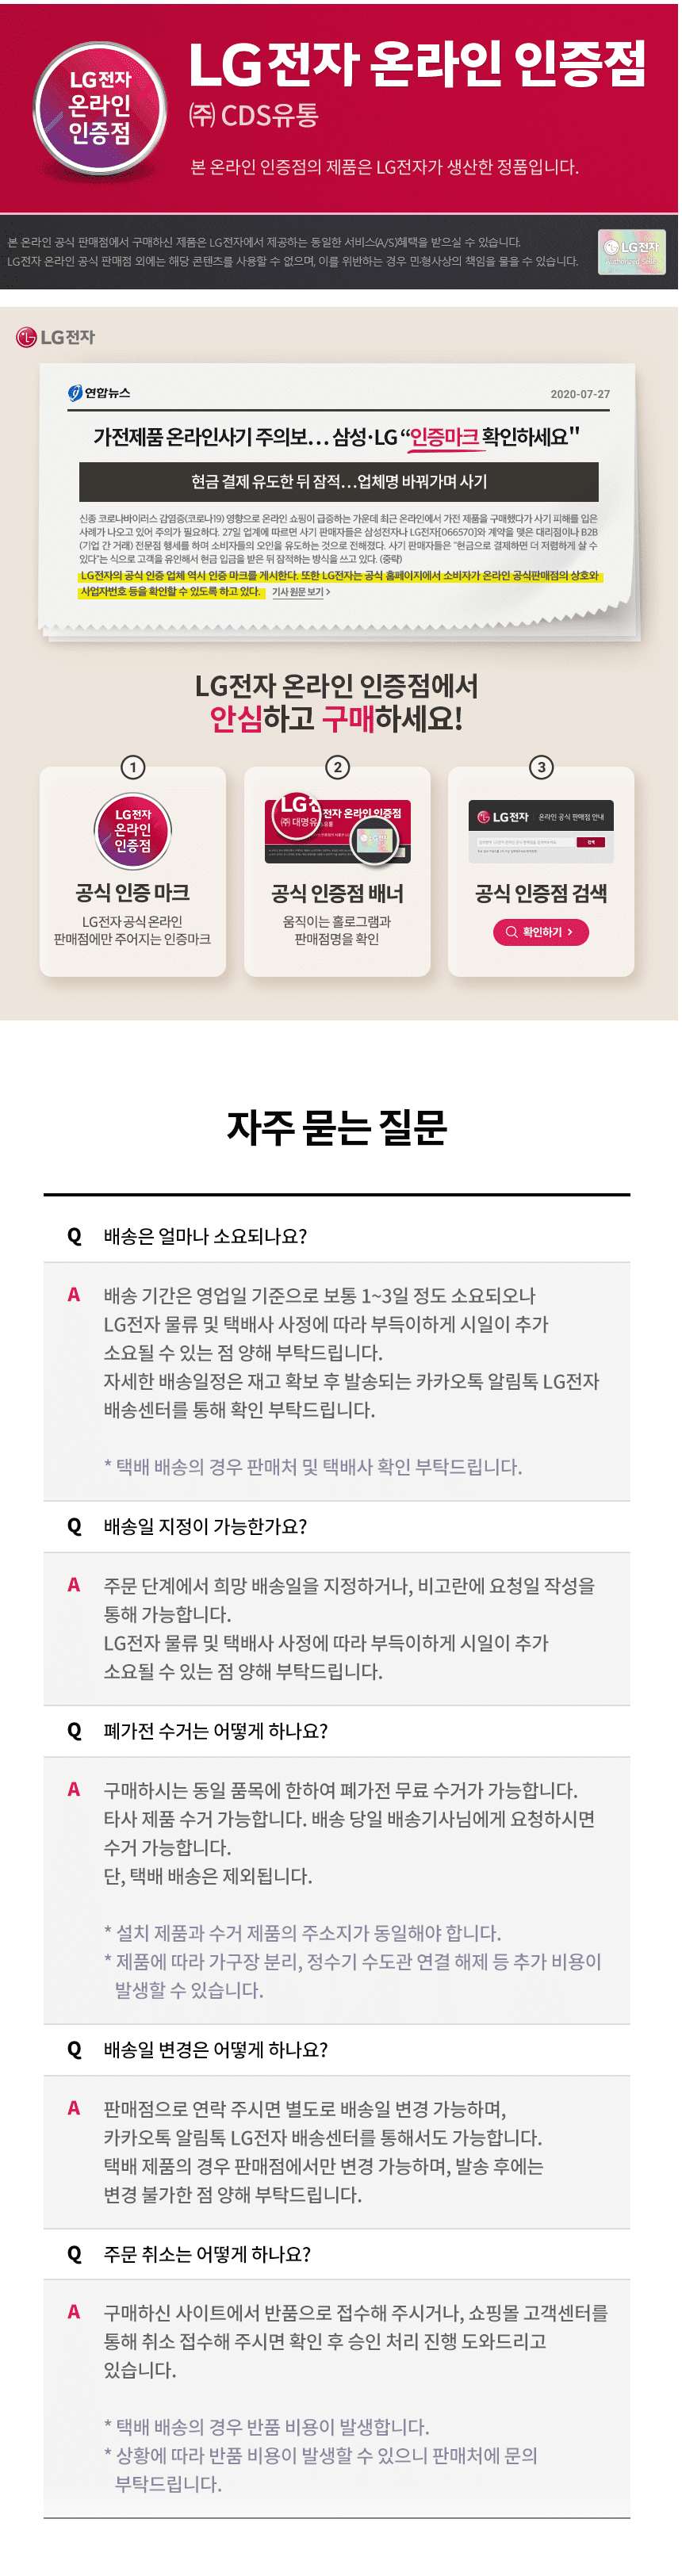 LG전자
온라인
인증점
LG전자 온라인 인증점
㈜ CDS유통
본 온라인 인증점의 제품은 LG전자가 생산한 정품입니다.
본 온라인 공식 판매점에서 구매하신 제품은 LG전자에서 제공하는 동일한 서비스(A/S)혜택을 받으실 수 있습니다.
LG전자 온라인 공식 판매점 외에는 해당 콘텐츠를 사용할 수 없으며, 이를 위반하는 경우 민·형사상의 책임을 물을 수 있습니다.
LG전자
LG전자
연합뉴스
2020-07-27
가전제품 온라인사기 주의보... 삼성·LG “인증마크 확인하세요"
현금 결제 유도한 뒤 잠적...업체명 바꿔가며 사기
신종 코로나바이러스 감염증(코로나19) 영향으로 온라인 쇼핑이 급증하는 가운데 최근 온라인에서 가전 제품을 구매했다가 사기 피해를 입은
사례가 나오고 있어 주의가 필요하다. 27일 업계에 따르면 사기 판매자들은 삼성전자나 LG전자[066570]와 계약을 맺은 대리점이나 B2B
(기업 간 거래) 전문점 행세를 하며 소비자들의 오인을 유도하는 것으로 전해졌다. 사기 판매자들은 "현금으로 결제하면 더 저렴하게 살 수
있다"는 식으로 고객을 유인해서 현금 입금을 받은 뒤 잠적하는 방식을 쓰고 있다. (중략)
LG전자의 공식 인증 업체 역시 인증 마크를 게시한다. 또한 LG전자는 공식 홈페이지에서 소비자가 온라인 공식판매점의 상호와
사업자번호 등을 확인할 수 있도록 하고 있다. 기사 원문 보기 >
LG전자 온라인 인증점에서
안심하고 구매하세요!
1
LG전자
온라인
인증점
공식 인증 마크
LG전자 공식 온라인
판매점에만 주어지는 인증마크
2
LG전
전자 온라인 인증점
㈜ 대명유
공식 인증점 배너
움직이는 홀로그램과
판매점명을 확인
3
LG전자 온라인 공식 판매점 안내
검색
공식 인증점 검색
확인하기 >
자주 묻는 질문
Q 배송은 얼마나 소요되나요?
A 배송 기간은 영업일 기준으로 보통 1~3일 정도 소요되오나
LG전자 물류 및 택배사 사정에 따라 부득이하게 시일이 추가
소요될 수 있는 점 양해 부탁드립니다.
자세한 배송일정은 재고 확보 후 발송되는 카카오톡 알림톡 LG전자
배송센터를 통해 확인 부탁드립니다.
* 택배 배송의 경우 판매처 및 택배사 확인 부탁드립니다.
Q 배송일 지정이 가능한가요?
A 주문 단계에서 희망 배송일을 지정하거나, 비고란에 요청일 작성을
통해 가능합니다.
LG전자 물류 및 택배사 사정에 따라 부득이하게 시일이 추가
소요될 수 있는 점 양해 부탁드립니다.
Q 폐가전 수거는 어떻게 하나요?
A 구매하시는 동일 품목에 한하여 폐가전 무료 수거가 가능합니다.
타사 제품 수거 가능합니다. 배송 당일 배송기사님에게 요청하시면
수거 가능합니다.
단, 택배 배송은 제외됩니다.
* 설치 제품과 수거 제품의 주소지가 동일해야 합니다.
* 제품에 따라 가구장 분리, 정수기 수도관 연결 해제 등 추가 비용이
발생할 수 있습니다.
Q 배송일 변경은 어떻게 하나요?
A 판매점으로 연락 주시면 별도로 배송일 변경 가능하며,
카카오톡 알림톡 LG전자 배송센터를 통해서도 가능합니다.
택배 제품의 경우 판매점에서만 변경 가능하며, 발송 후에는
변경 불가한 점 양해 부탁드립니다.
Q 주문 취소는 어떻게 하나요?
A 구매하신 사이트에서 반품으로 접수해 주시거나, 쇼핑몰 고객센터를
통해 취소 접수해 주시면 확인 후 승인 처리 진행 도와드리고
있습니다.
* 택배 배송의 경우 반품 비용이 발생합니다.
* 상황에 따라 반품 비용이 발생할 수 있으니 판매처에 문의
부탁드립니다.